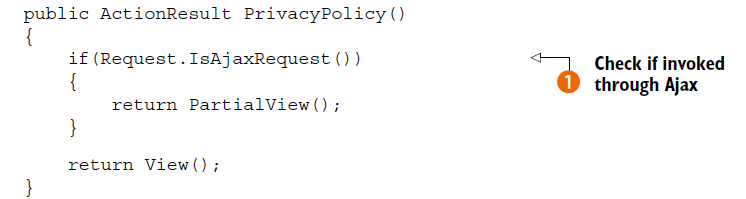 public ActionResult PrivacyPolicy()
{
    if(Request.IsAjaxRequest())
    {
        return PartialView();
    }
    return View();
}
1 Check if invoked
through Ajax